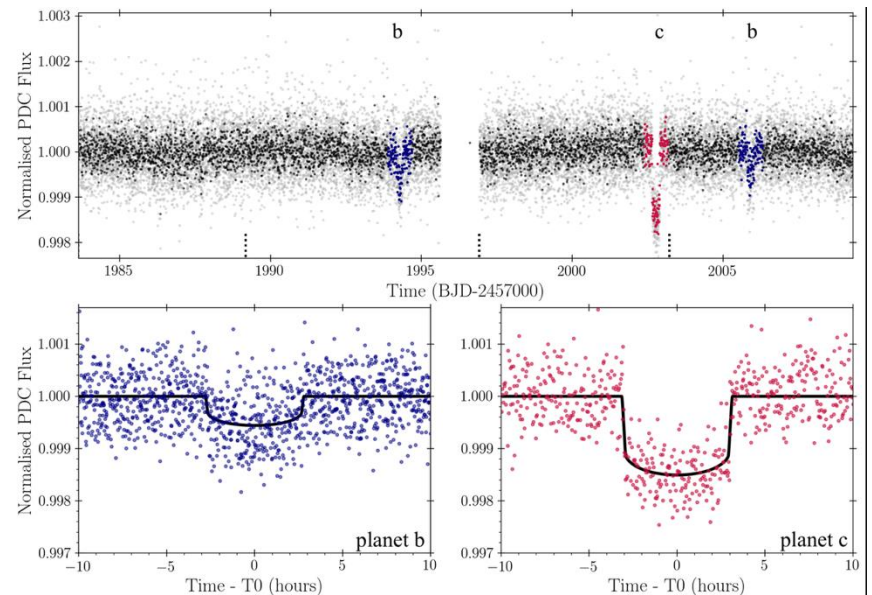 b c b
1.003
1.002
1.001
1.000
0.999
0.998
Normalised PDC Flux
1985 1990 1995 2000 2005
Time (BJD-2457000)
1.001
1.000
0.999
0.998
0.997
Normalised PDC Flux
planet b
−10 −5 0 5 10
Time - T0 (hours)
1.001
1.000
0.999
0.998
0.997
planet c
−10 −5 0 5 10
Time - T0 (hours)